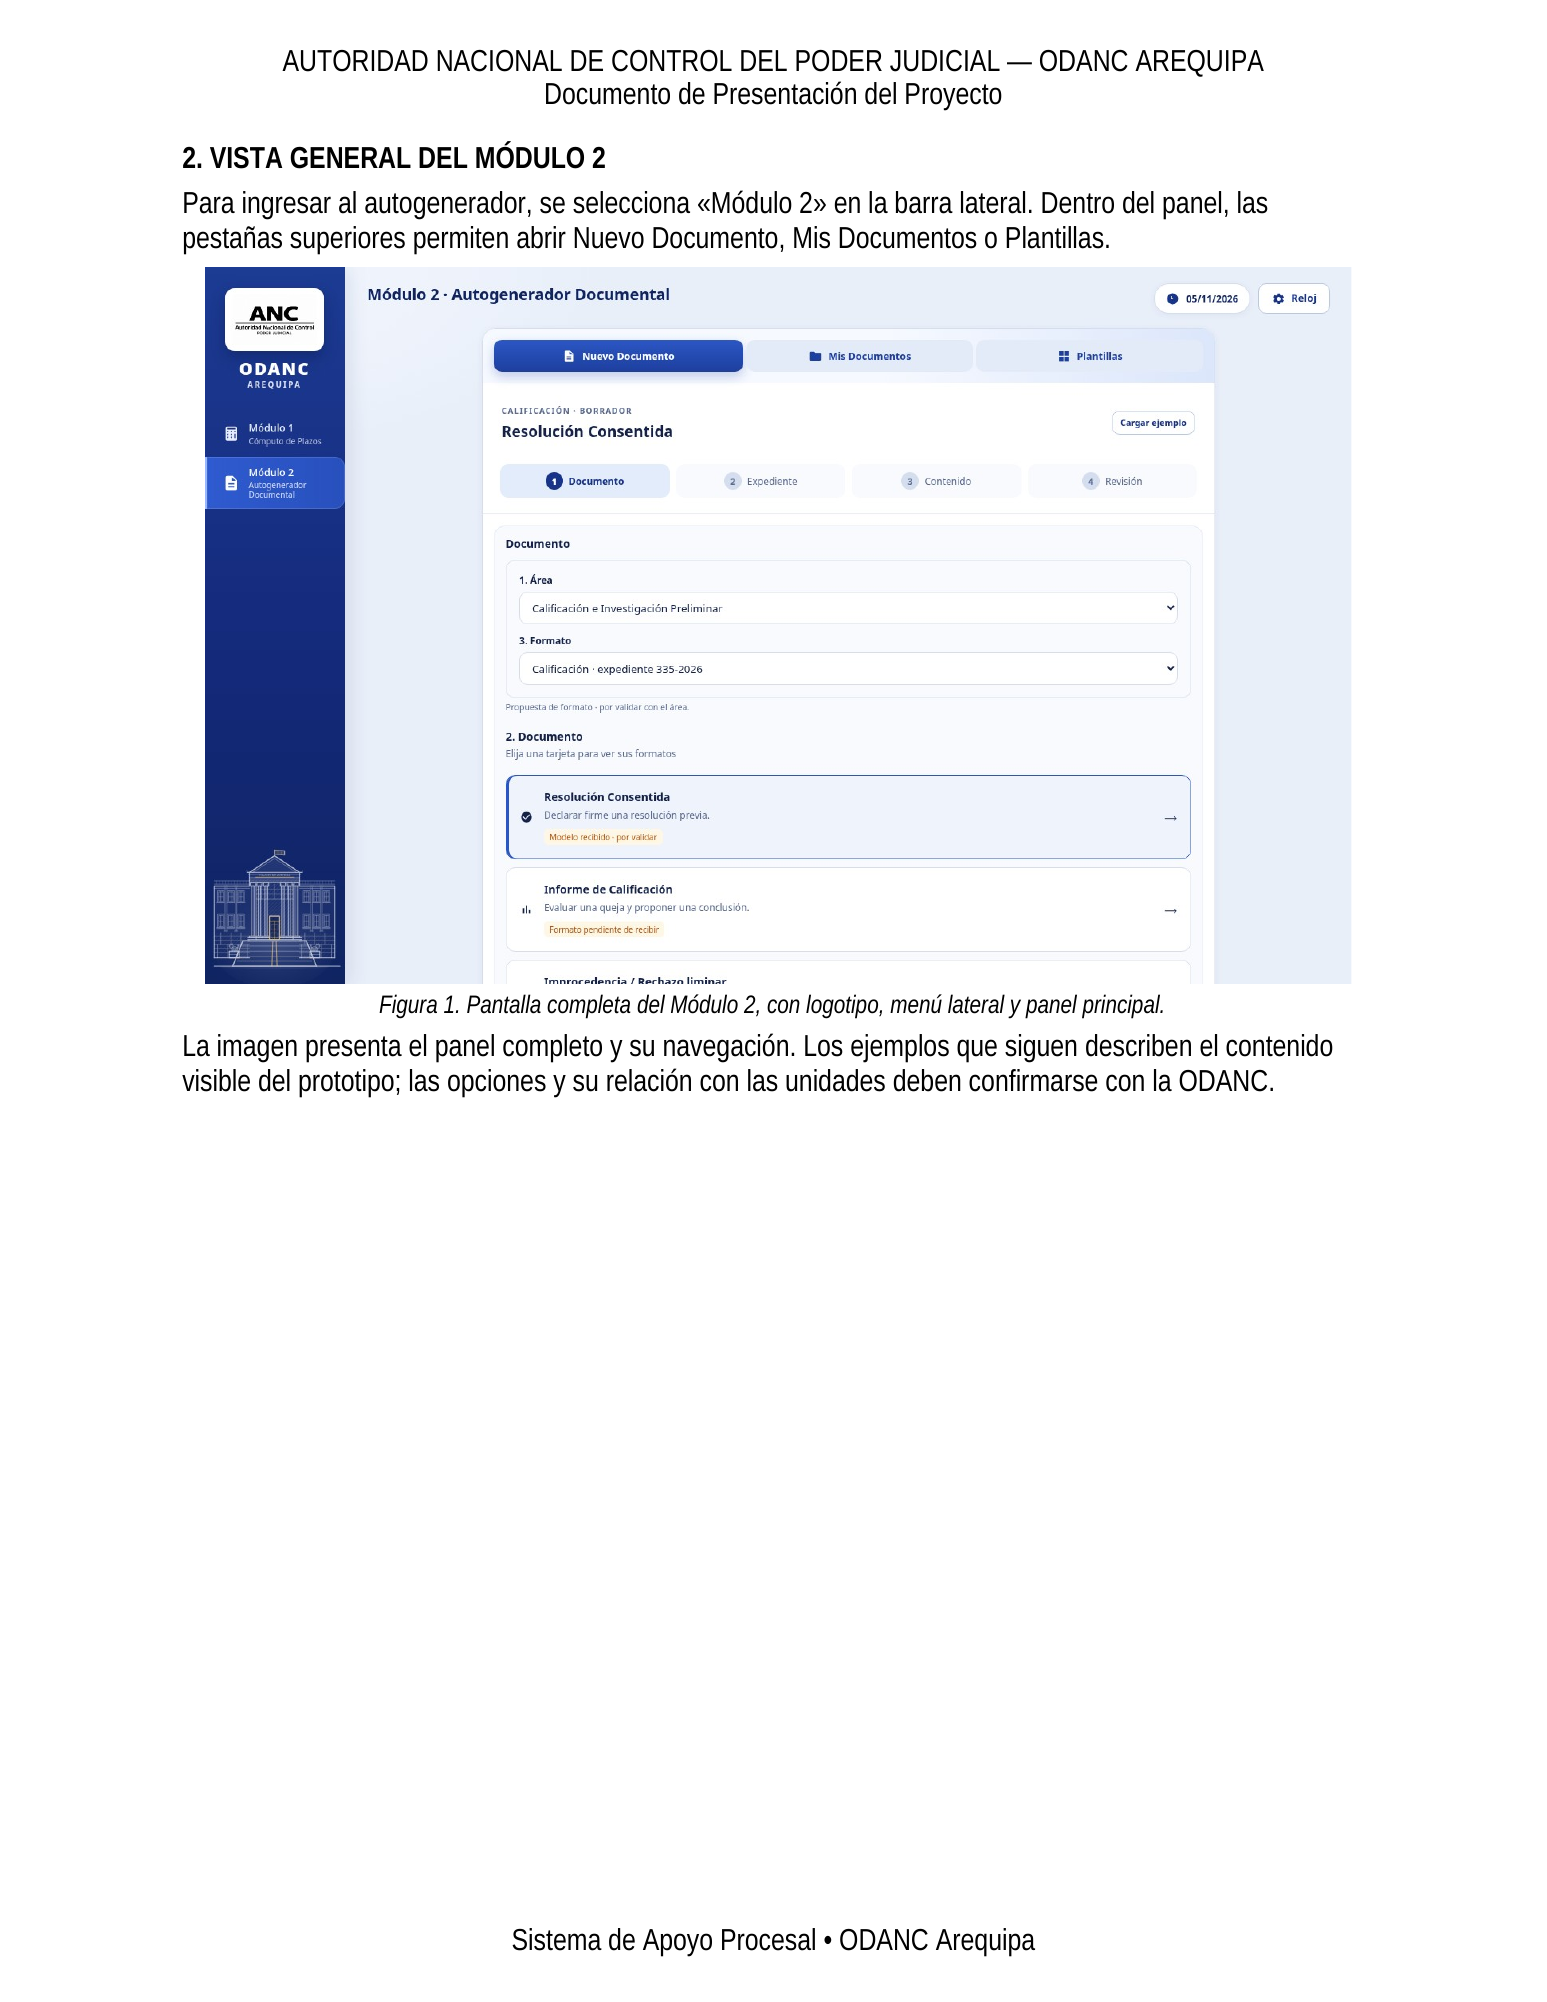 AUTORIDAD NACIONAL DE CONTROL DEL PODER JUDICIAL — ODANC AREQUIPA
Documento de Presentación del Proyecto
2. VISTA GENERAL DEL MÓDULO 2
Para ingresar al autogenerador, se selecciona «Módulo 2» en la barra lateral. Dentro del panel, las
pestañas superiores permiten abrir Nuevo Documento, Mis Documentos o Plantillas.
ANC
Autoridad Nacional de Control
PODER JUDICIAL
ODANC
AREQUIPA
Módulo 1
Cómputo de Plazos
Módulo 2
Autogenerador
Documental
Módulo 2 · Autogenerador Documental
05/11/2026
Reloj
Nuevo Documento
Mis Documentos
Plantillas
CALIFICACIÓN · BORRADOR
Resolución Consentida
Cargar ejemplo
1 Documento
2 Expediente
3 Contenido
4 Revisión
Documento
1. Área
Calificación e Investigación Preliminar
3. Formato
Calificación · expediente 335-2026
Propuesta de formato · por validar con el área.
2. Documento
Elija una tarjeta para ver sus formatos
Resolución Consentida
Declarar firme una resolución previa.
Modelo recibido · por validar
→
Informe de Calificación
Evaluar una queja y proponer una conclusión.
Formato pendiente de recibir
→
Improcedencia / Rechazo liminar
Figura 1. Pantalla completa del Módulo 2, con logotipo, menú lateral y panel principal.
La imagen presenta el panel completo y su navegación. Los ejemplos que siguen describen el contenido
visible del prototipo; las opciones y su relación con las unidades deben confirmarse con la ODANC.
Sistema de Apoyo Procesal • ODANC Arequipa